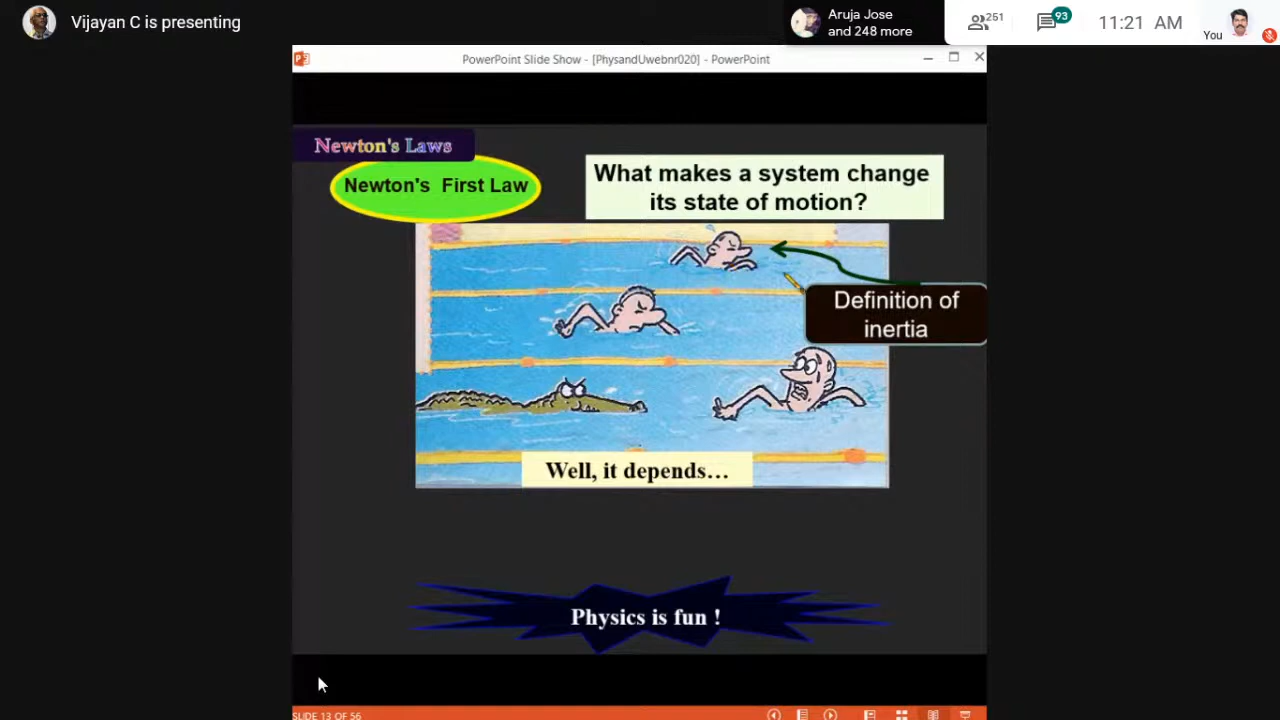 Vijayan C is presenting
Aruja Jose
and 248 more
251
93
11:21 AM
You
PowerPoint Slide Show - [PhysandUwebnr020] - PowerPoint
Newton's Laws
Newton's First Law
What makes a system change
its state of motion?
Definition of
inertia
Well, it depends…
Physics is fun !
SLIDE 13 OF 56